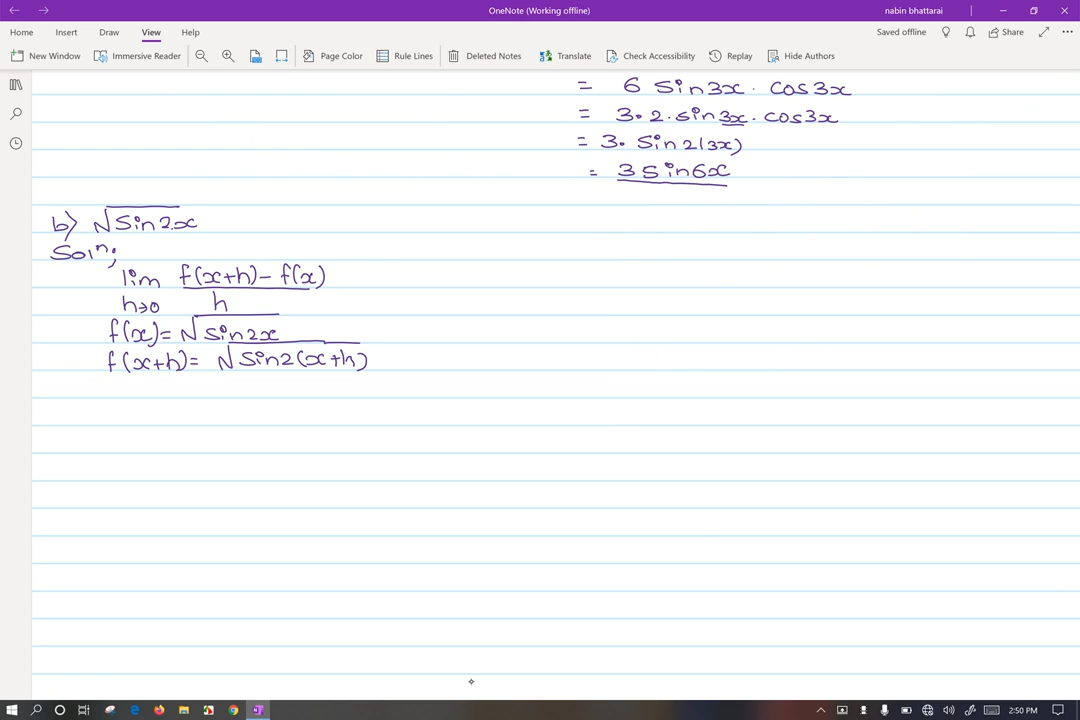 OneNote (Working offline)
nabin bhattarai
Home Insert Draw View Help
Saved offline
Share
New Window Immersive Reader Page Color Rule Lines Deleted Notes Translate Check Accessibility Replay Hide Authors
= 6 Sin3x . cos3x
= 3.2.sin3x . cos3x
= 3. Sin2(3x)
= 3 sin6x
b) √Sin2x
Solⁿ;
lim f(x+h) - f(x)
h→0 h
f(x) = √sin2x
f(x+h) = √Sin2(x+h)
2:50 PM